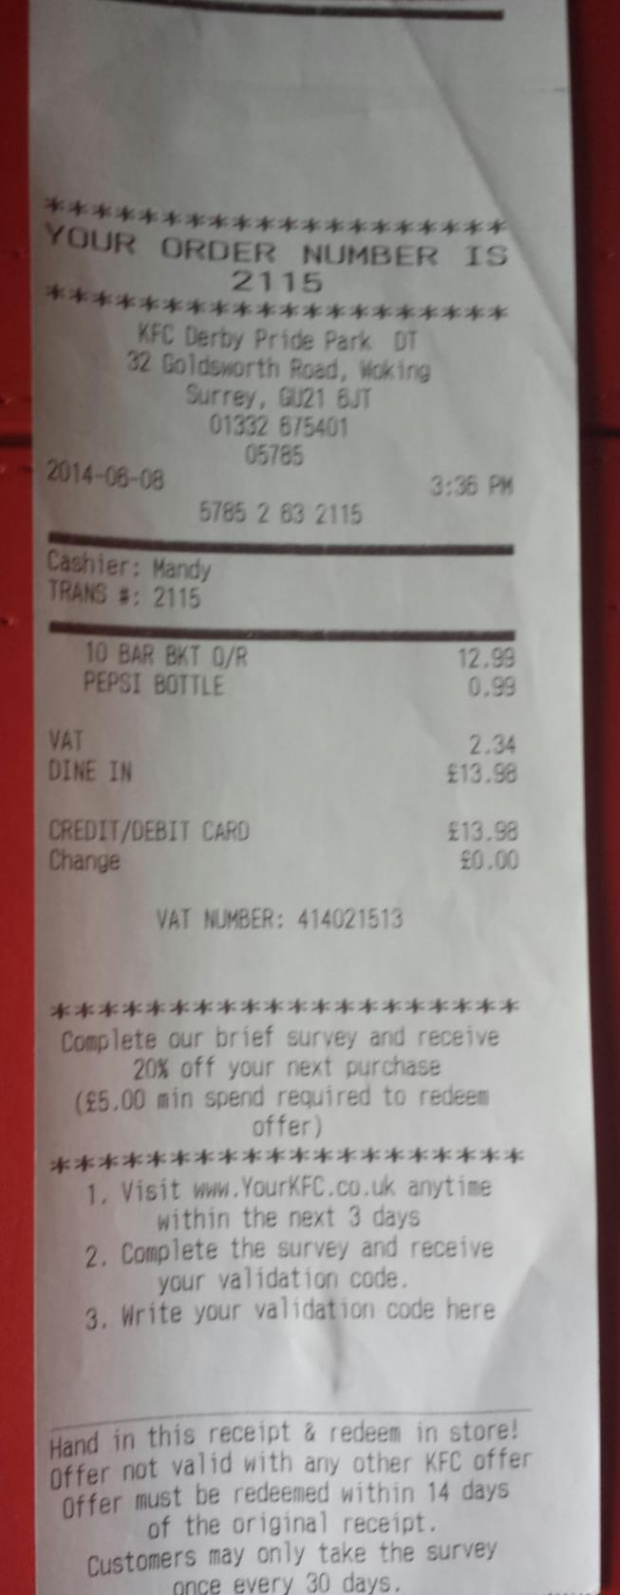 ********************
YOUR ORDER NUMBER IS
2115
********************
KFC Derby Pride Park DT
32 Goldsworth Road, Woking
Surrey, GU21 6JT
01332 675401
05785
2014-06-08 3:36 PM
5785 2 63 2115
Cashier: Mandy
TRANS #: 2115
10 BAR BKT O/R 12.99
PEPSI BOTTLE 0.99
VAT 2.34
DINE IN £13.98
CREDIT/DEBIT CARD £13.98
Change £0.00
VAT NUMBER: 414021513
********************
Complete our brief survey and receive
20% off your next purchase
(£5.00 min spend required to redeem
offer)
********************
1. Visit www.YourKFC.co.uk anytime
within the next 3 days
2. Complete the survey and receive
your validation code.
3. Write your validation code here
Hand in this receipt & redeem in store!
Offer not valid with any other KFC offer
Offer must be redeemed within 14 days
of the original receipt.
Customers may only take the survey
once every 30 days.